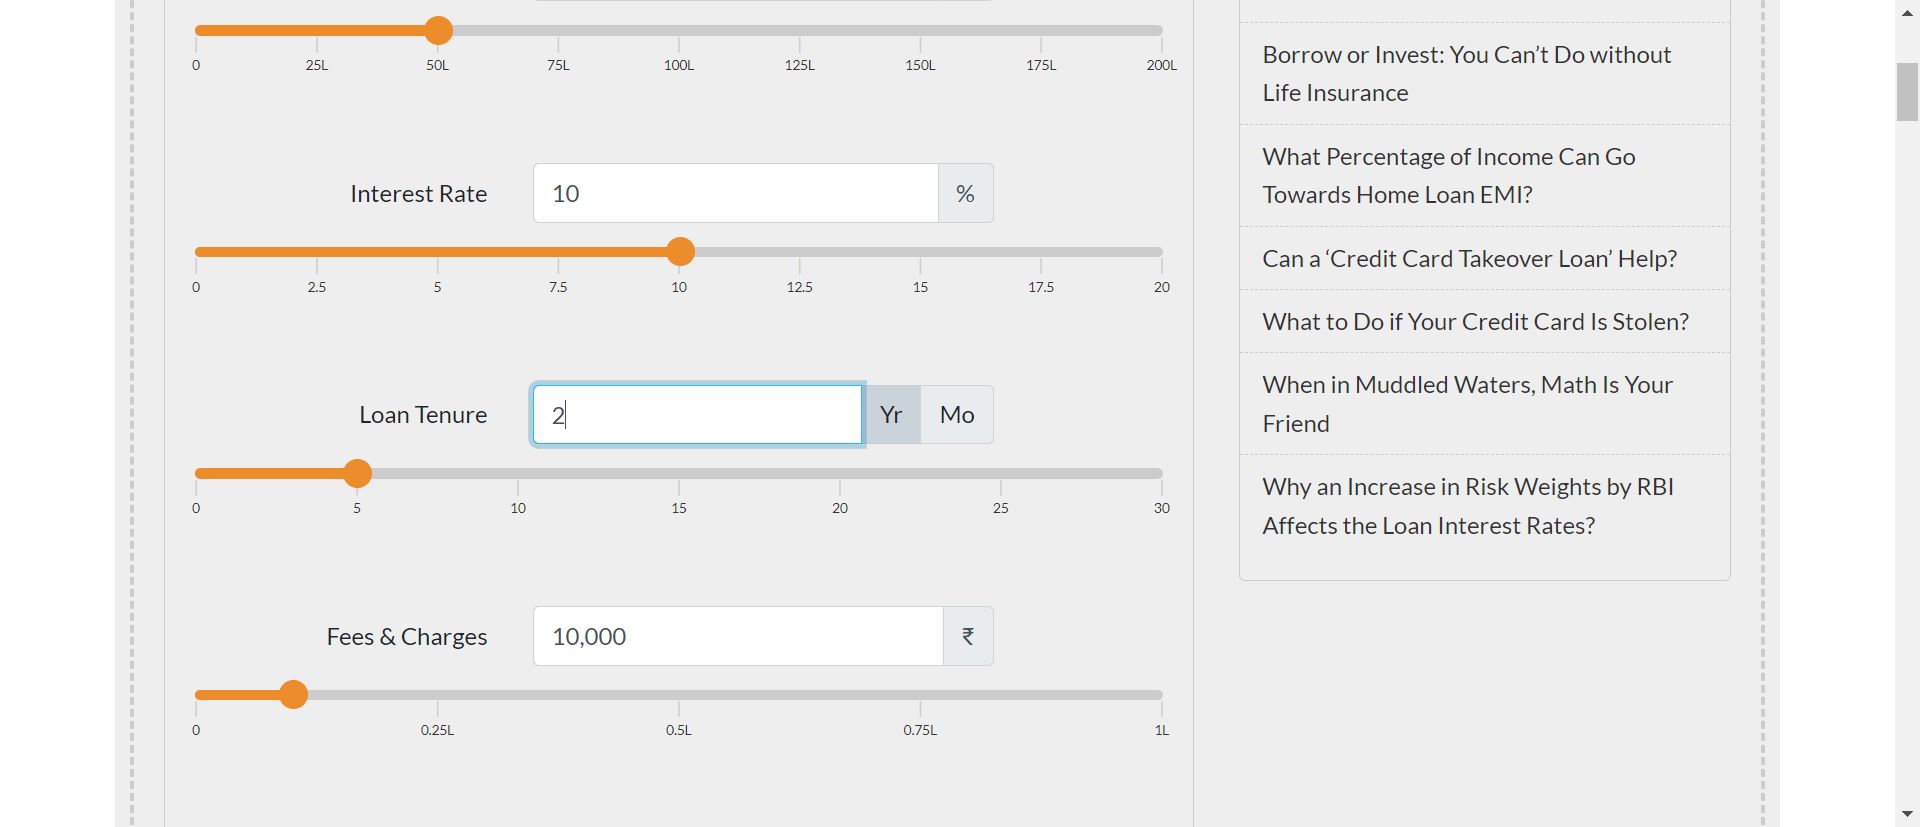 0 25L 50L 75L 100L 125L 150L 175L 200L
Interest Rate 10 %
0 2.5 5 7.5 10 12.5 15 17.5 20
Loan Tenure 2 Yr Mo
0 5 10 15 20 25 30
Fees & Charges 10,000 ₹
0 0.25L 0.5L 0.75L 1L
Borrow or Invest: You Can’t Do without
Life Insurance
What Percentage of Income Can Go
Towards Home Loan EMI?
Can a ‘Credit Card Takeover Loan’ Help?
What to Do if Your Credit Card Is Stolen?
When in Muddled Waters, Math Is Your
Friend
Why an Increase in Risk Weights by RBI
Affects the Loan Interest Rates?